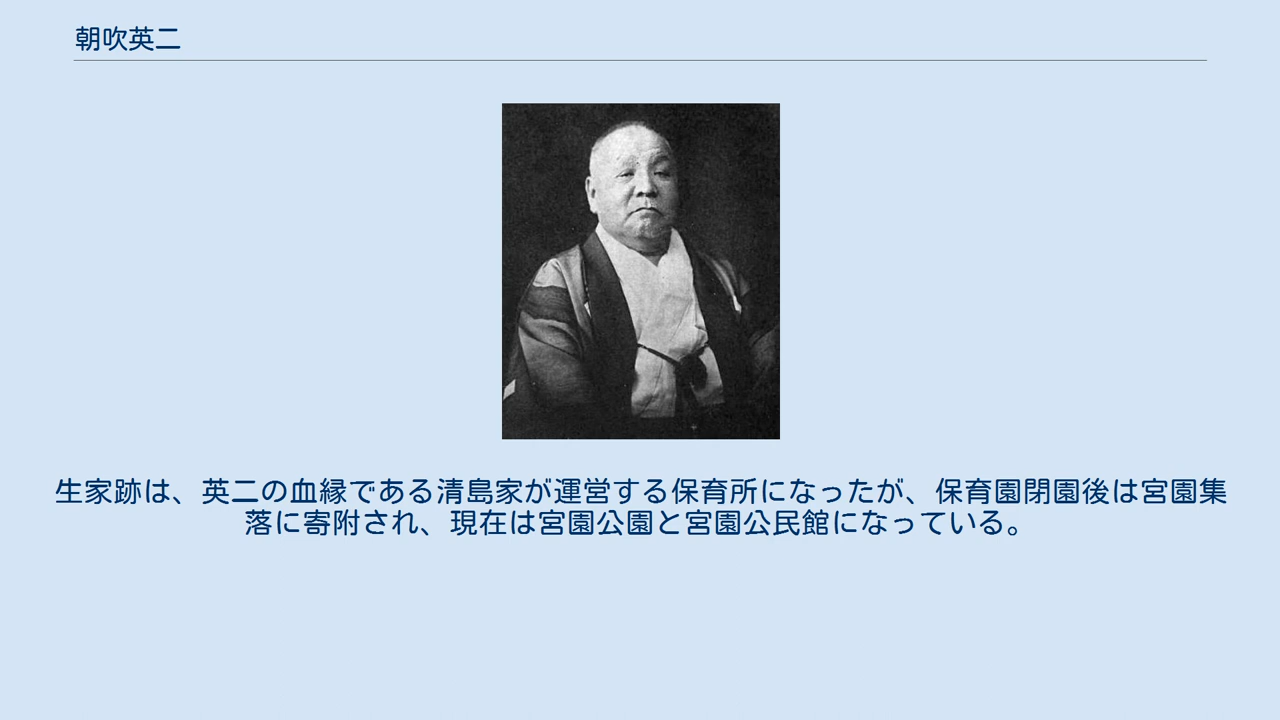 朝吹英二
生家跡は、英二の血縁である清島家が運営する保育所になったが、保育園閉園後は宮園集
落に寄附され、現在は宮園公園と宮園公民館になっている。